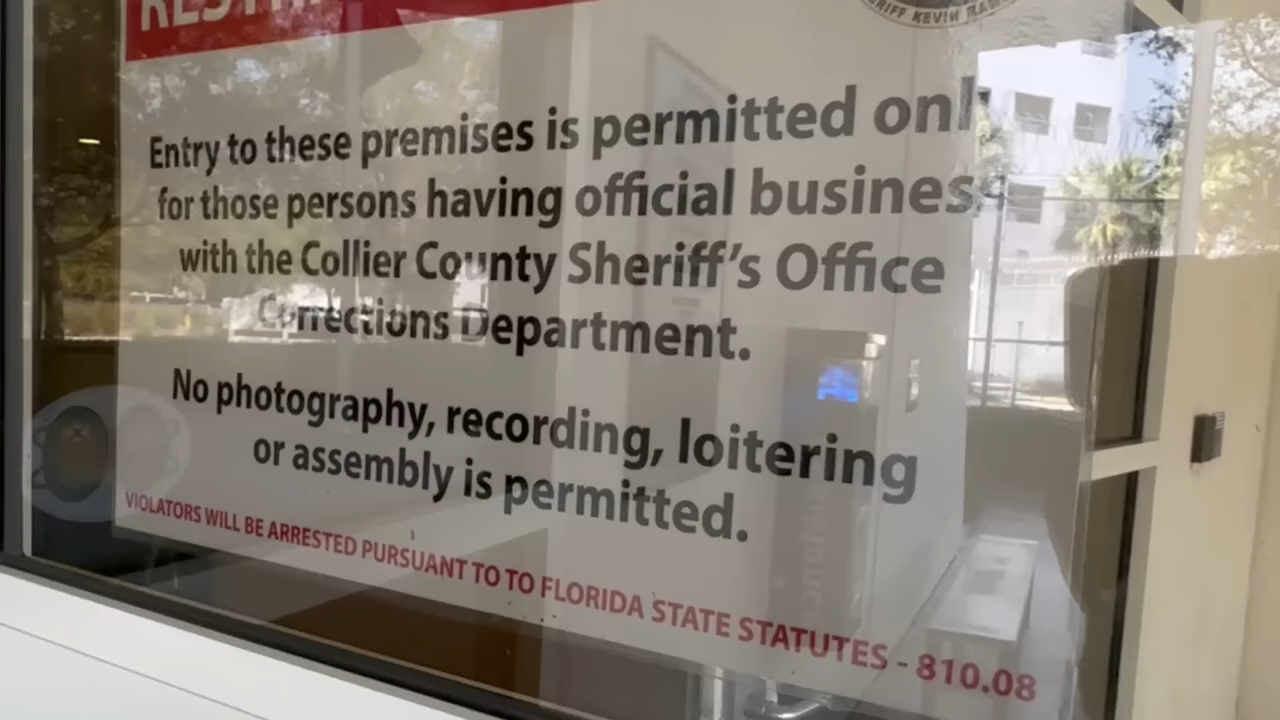 SHERIFF KEVIN
Entry to these premises is permitted onl
for those persons having official busines
with the Collier County Sheriff's Office
Corrections Department.
No photography, recording, loitering
or assembly is permitted.
VIOLATORS WILL BE ARRESTED PURSUANT TO TO FLORIDA STATE STATUTES - 810.08